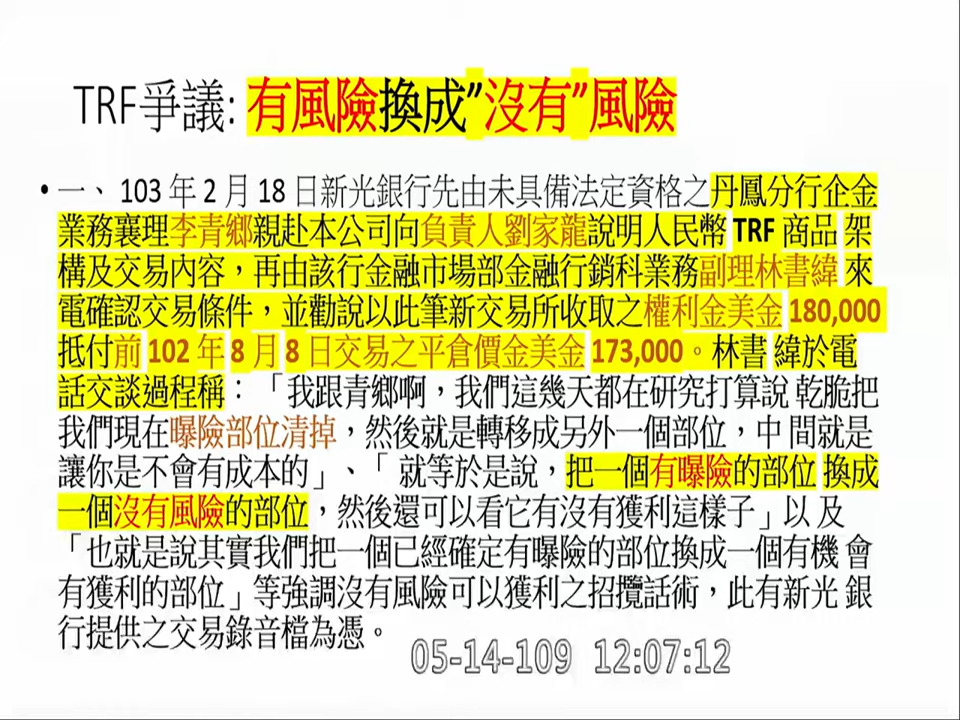 TRF爭議: 有風險換成”沒有”風險
• 一、 103 年 2 月 18 日新光銀行先由未具備法定資格之丹鳳分行企金
業務襄理李青鄉親赴本公司向負責人劉家龍說明人民幣 TRF 商品 架
構及交易內容，再由該行金融市場部金融行銷科業務副理林書緯 來
電確認交易條件，並勸說以此筆新交易所收取之權利金美金 180,000
抵付前 102 年 8 月 8 日交易之平倉價金美金 173,000。林書 緯於電
話交談過程稱：「我跟青鄉啊，我們這幾天都在研究打算說 乾脆把
我們現在曝險部位清掉，然後就是轉移成另外一個部位，中 間就是
讓你是不會有成本的」、「 就等於是說，把一個有曝險的部位 換成
一個沒有風險的部位，然後還可以看它有沒有獲利這樣子」以 及
「也就是說其實我們把一個已經確定有曝險的部位換成一個有機 會
有獲利的部位」等強調沒有風險可以獲利之招攬話術，此有新光 銀
行提供之交易錄音檔為憑。
05-14-109 12:07:12